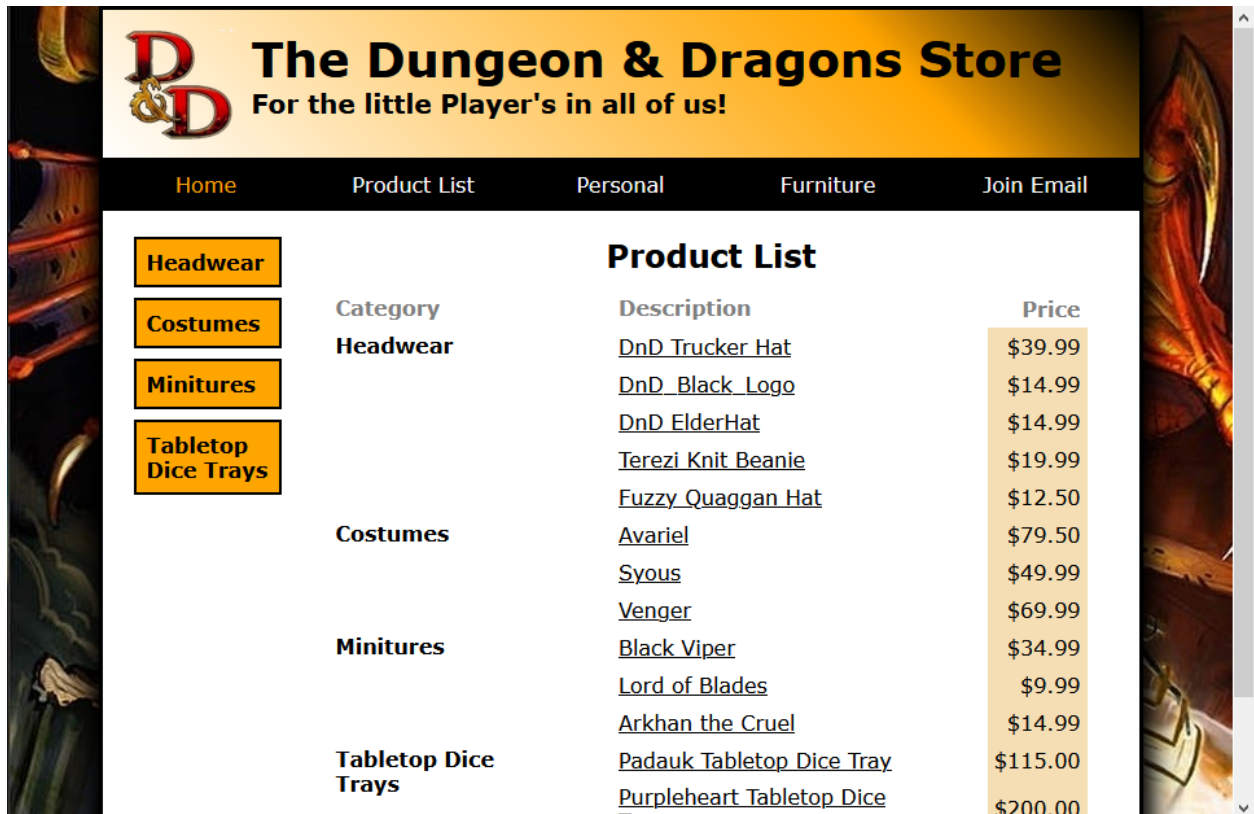 D&D
The Dungeon & Dragons Store
For the little Player's in all of us!
Home Product List Personal Furniture Join Email
Headwear
Costumes
Minitures
Tabletop
Dice Trays
Product List
Category Description Price
Headwear DnD Trucker Hat $39.99
DnD_Black_Logo $14.99
DnD ElderHat $14.99
Terezi Knit Beanie $19.99
Fuzzy Quaggan Hat $12.50
Costumes Avariel $79.50
Syous $49.99
Venger $69.99
Minitures Black Viper $34.99
Lord of Blades $9.99
Arkhan the Cruel $14.99
Tabletop Dice Padauk Tabletop Dice Tray $115.00
Trays
Purpleheart Tabletop Dice $200.00